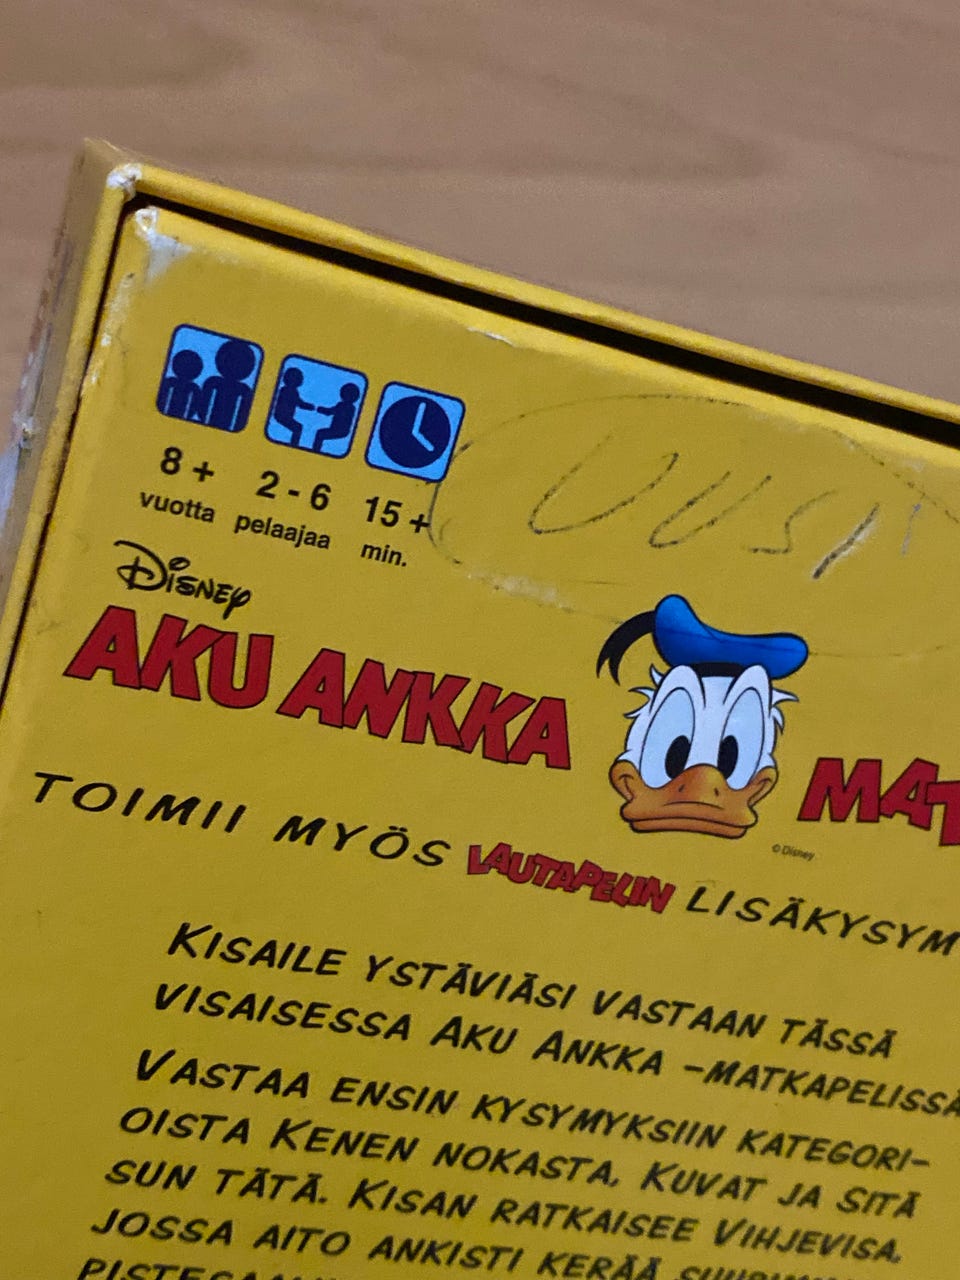 UUSI
8+ 2-6 15+
vuotta pelaajaa min.
Disney
AKU ANKKA
© Disney
TOIMII MYÖS LAUTAPELIN
KISAILE YSTÄVIÄSI VASTAAN TÄSSÄ
VISAISESSA AKU ANKKA -MATKAPELISSÄ
VASTAA ENSIN KYSYMYKSIIN KATEGORI-
OISTA KENEN NOKASTA, KUVAT JA SITÄ
SUN TÄTÄ. KISAN RATKAISEE VIHJEVISA,
JOSSA AITO ANKISTI KERÄÄ